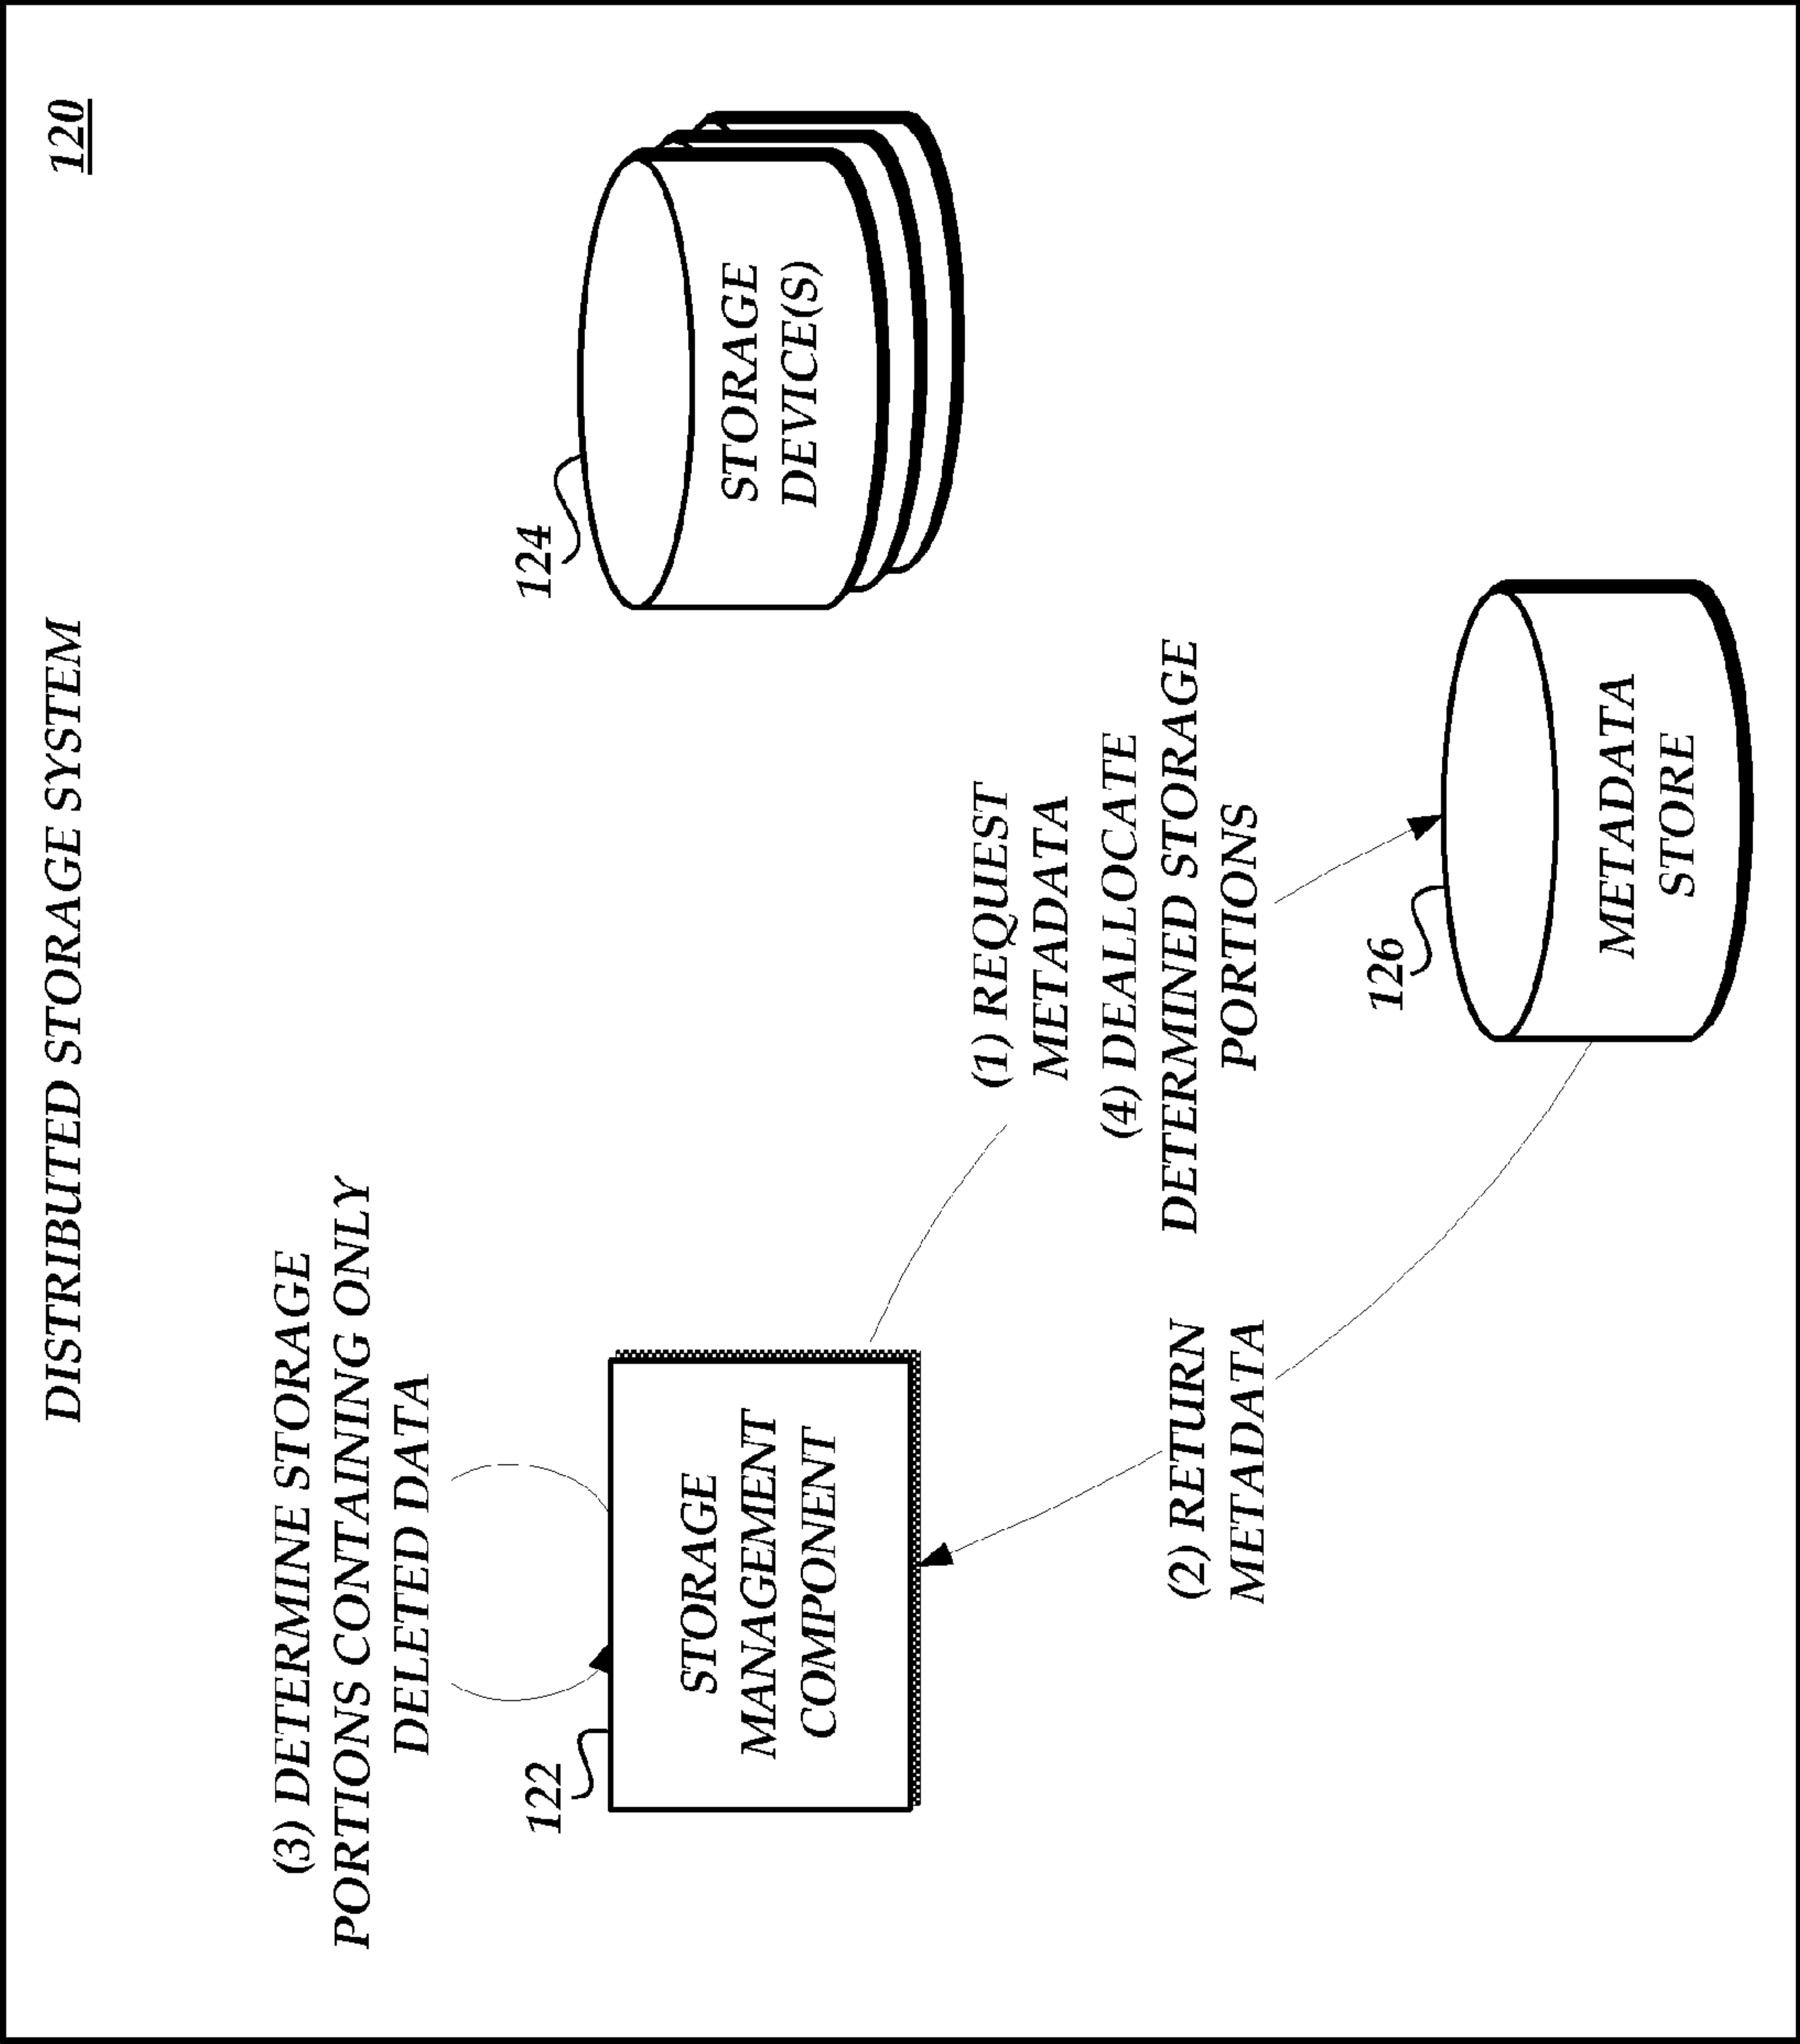 DISTRIBUTED STORAGE SYSTEM
120
(3) DETERMINE STORAGE
PORTIONS CONTAINING ONLY
DELETED DATA
122
STORAGE
MANAGEMENT
COMPONENT
124
STORAGE
DEVICE(S)
(1) REQUEST
METADATA
(4) DEALLOCATE
DETERMINED STORAGE
PORTIONS
(2) RETURN
METADATA
126
METADATA
STORE